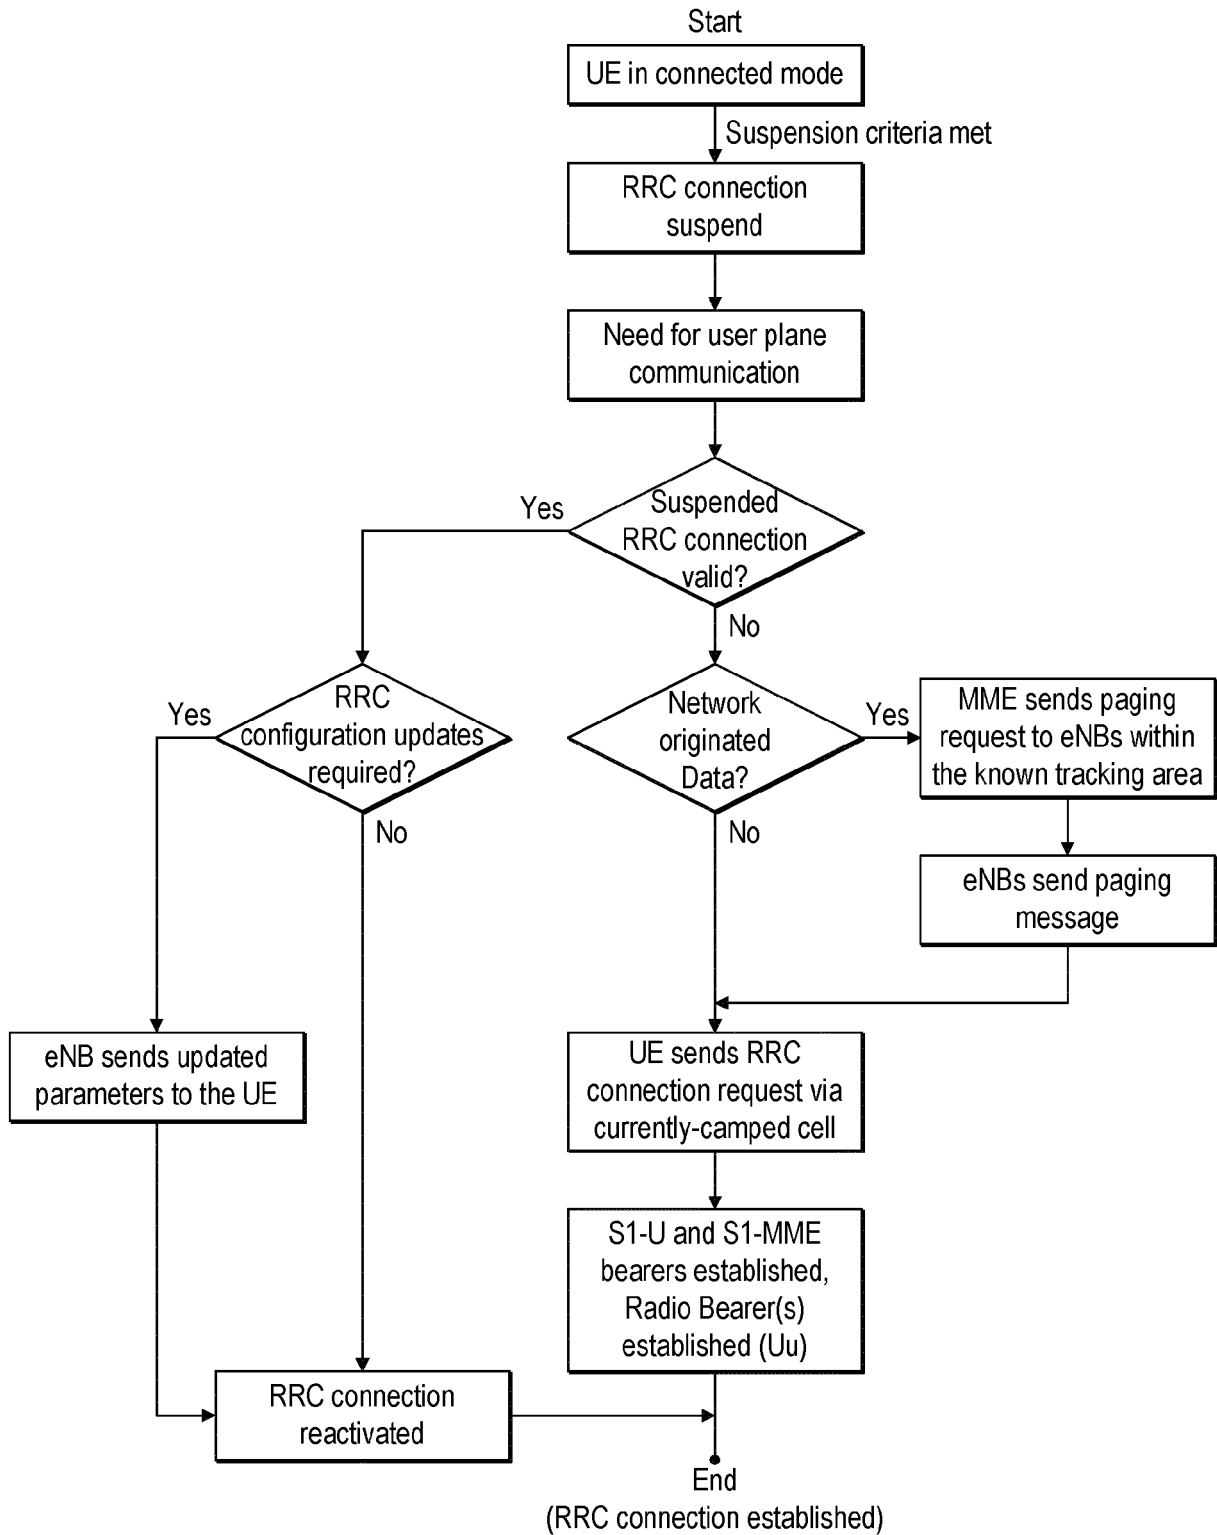 Start
UE in connected mode
Suspension criteria met
RRC connection
suspend
Need for user plane
communication
Suspended
RRC connection
valid?
Yes
No
RRC
configuration updates
required?
Yes
No
Network
originated
Data?
Yes
No
MME sends paging
request to eNBs within
the known tracking area
eNBs send paging
message
eNB sends updated
parameters to the UE
UE sends RRC
connection request via
currently-camped cell
S1-U and S1-MME
bearers established,
Radio Bearer(s)
established (Uu)
RRC connection
reactivated
End
(RRC connection established)